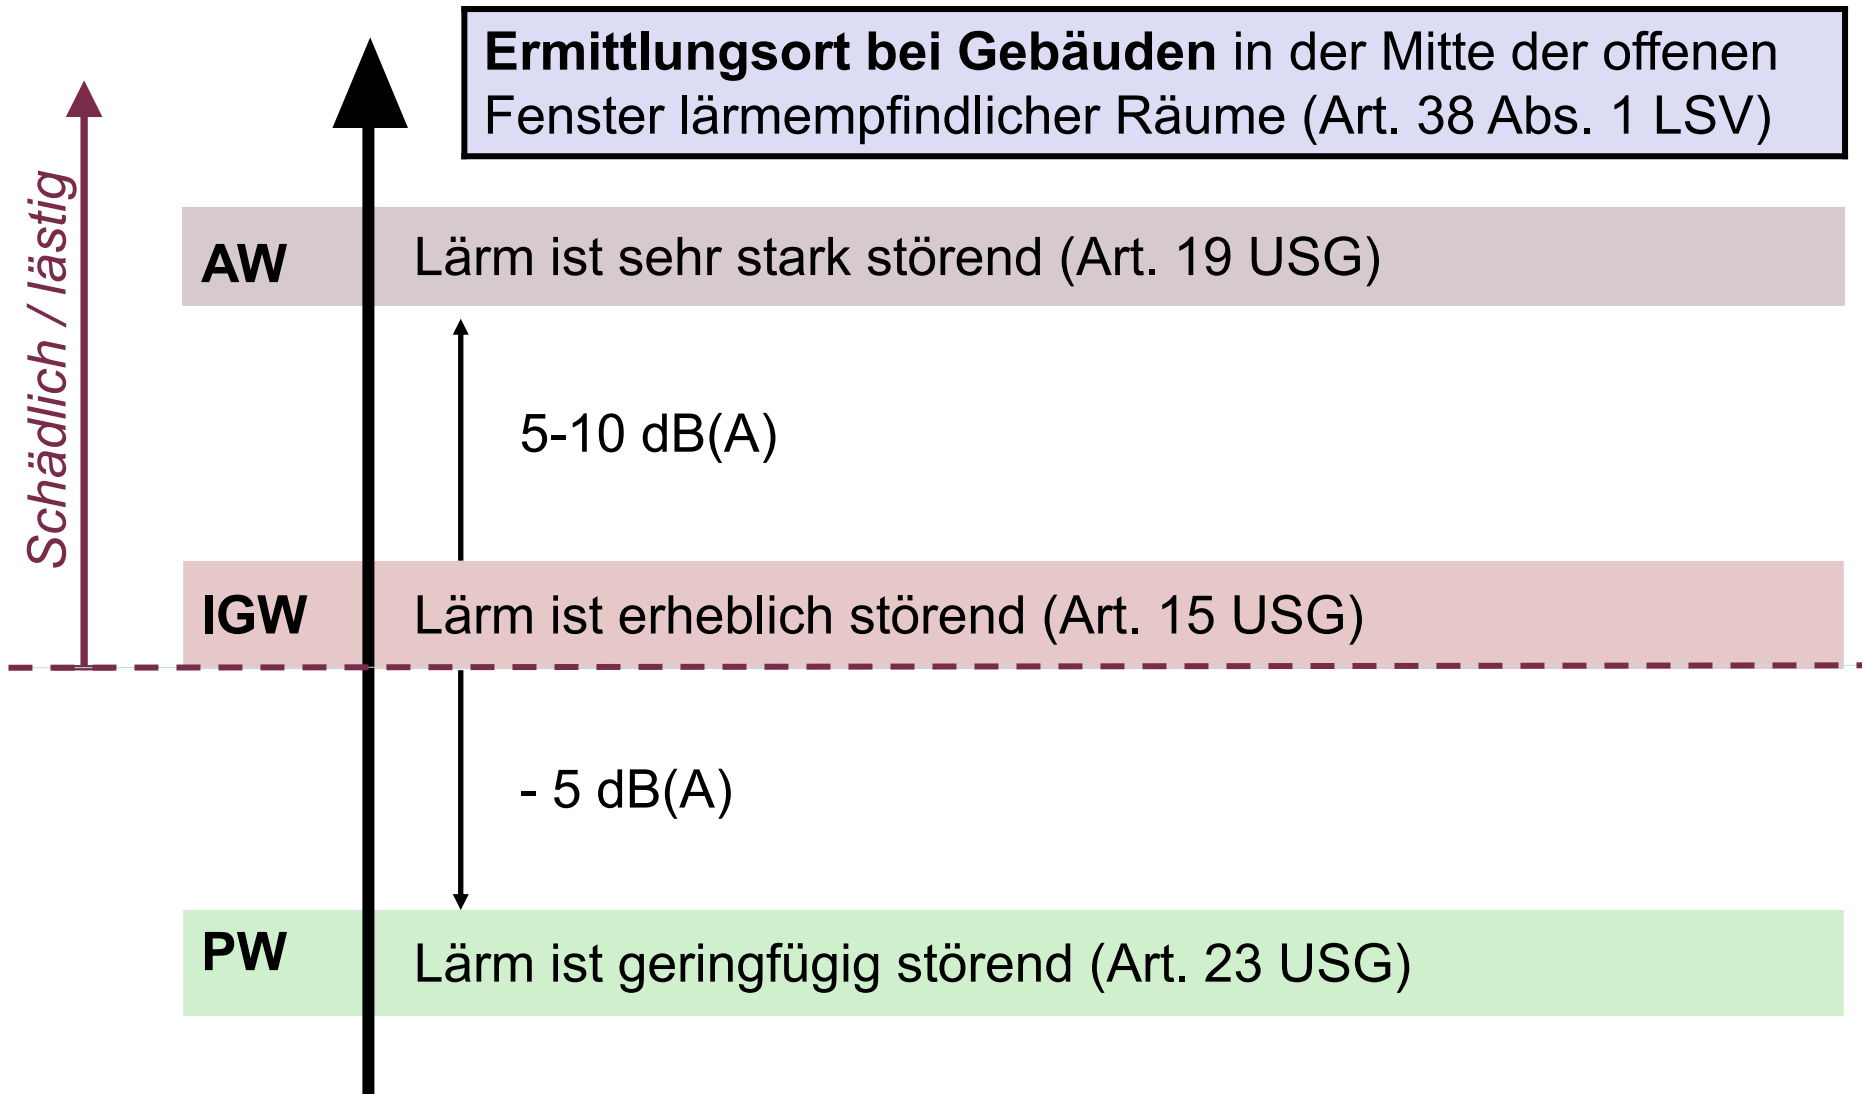 Ermittlungsort bei Gebäuden in der Mitte der offenen
Fenster lärmempfindlicher Räume (Art. 38 Abs. 1 LSV)
Schädlich / lästig
AW Lärm ist sehr stark störend (Art. 19 USG)
5-10 dB(A)
IGW Lärm ist erheblich störend (Art. 15 USG)
- 5 dB(A)
PW Lärm ist geringfügig störend (Art. 23 USG)